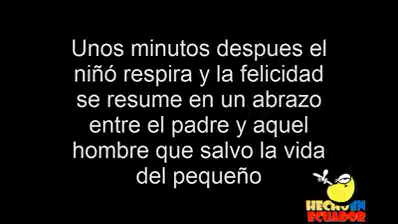 Unos minutos despues el
niñó respira y la felicidad
se resume en un abrazo
entre el padre y aquel
hombre que salvo la vida
del pequeño
HECHO EN
ECUADOR